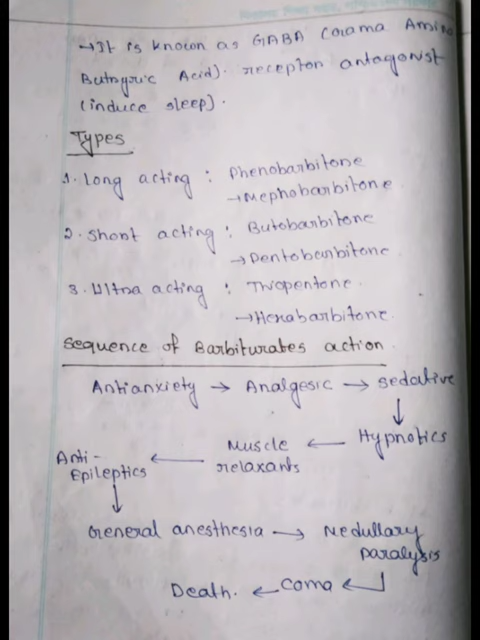 →It is known as GABA (Gama Amino
Butnyric Acid). receptor antagonist
(induce sleep).
Types
1. Long acting : Phenobarbitone
→Mephobarbitone
2. Short acting : Butobarbitone
→Pentobarbitone
3. Ultra acting : Thiopentone.
→Hexabarbitone.
Sequence of Barbiturates action.
Antianxiety → Analgesic → Sedative
↓
Anti- ← Muscle ← Hypnotics
Epileptics relaxants
↓
General anesthesia → Medullary
paralysis
Death. ← Coma ←